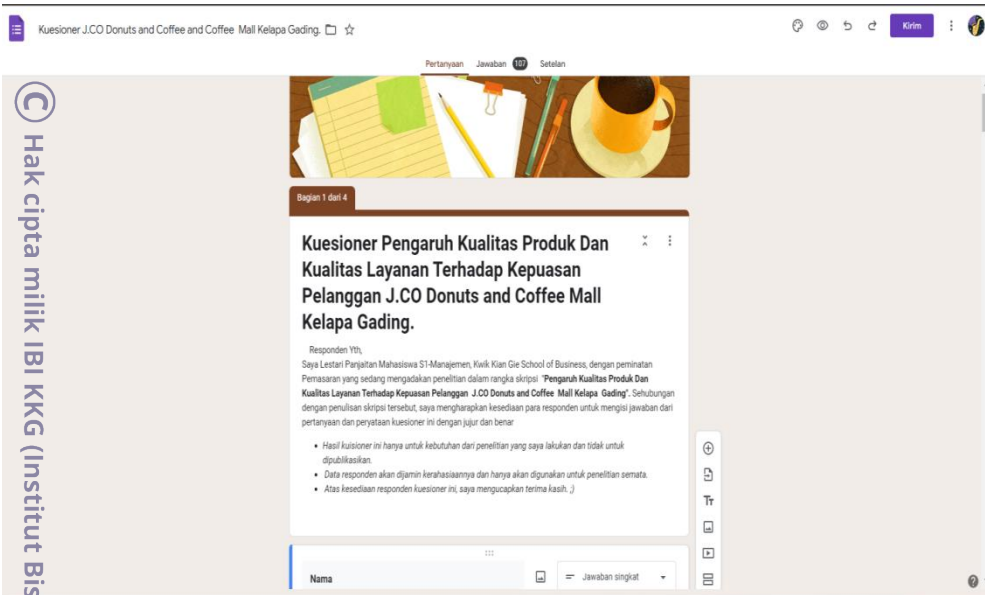 Kuesioner J.CO Donuts and Coffee and Coffee Mall Kelapa Gading.
Kirim
Pertanyaan Jawaban 107 Setelan
Bagian 1 dari 4
Kuesioner Pengaruh Kualitas Produk Dan
Kualitas Layanan Terhadap Kepuasan
Pelanggan J.CO Donuts and Coffee Mall
Kelapa Gading.
Responden Yth,
Saya Lestari Panjaitan Mahasiswa S1-Manajemen, Kwik Kian Gie School of Business, dengan peminatan
Pemasaran yang sedang mengadakan penelitian dalam rangka skripsi "Pengaruh Kualitas Produk Dan
Kualitas Layanan Terhadap Kepuasan Pelanggan J.CO Donuts and Coffee Mall Kelapa Gading". Sehubungan
dengan penulisan skripsi tersebut, saya mengharapkan kesediaan para responden untuk mengisi jawaban dari
pertanyaan dan peryataan kuesioner ini dengan jujur dan benar
• Hasil kuisioner ini hanya untuk kebutuhan dari penelitian yang saya lakukan dan tidak untuk
dipublikasikan.
• Data responden akan dijamin kerahasiaannya dan hanya akan digunakan untuk penelitian semata.
• Atas kesediaan responden kuesioner ini, saya mengucapkan terima kasih. ;)
Nama
Jawaban singkat
© Hak cipta milik IBI KKG (Institut Bis